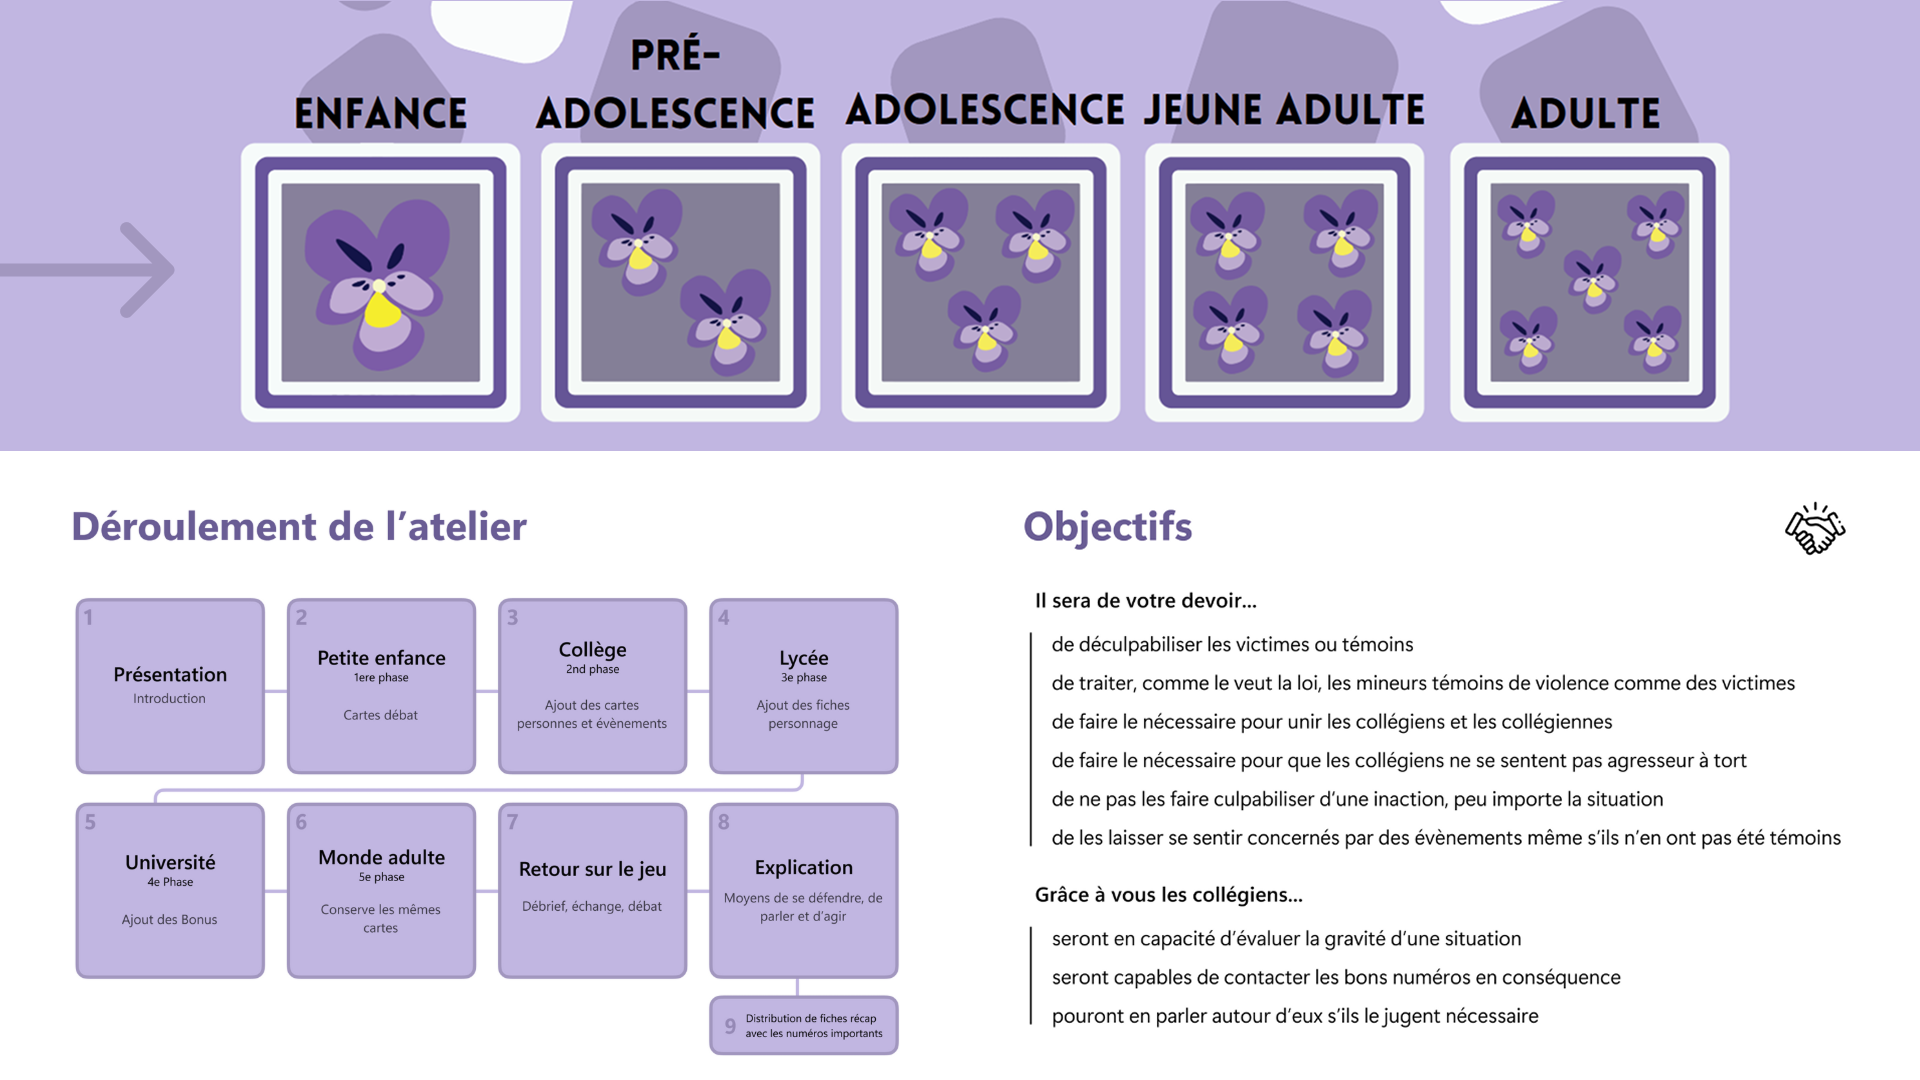 ENFANCE
PRÉ-
ADOLESCENCE
ADOLESCENCE
JEUNE ADULTE
ADULTE
Déroulement de l'atelier
1
Présentation
Introduction
2
Petite enfance
1ere phase
Cartes débat
3
Collège
2nd phase
Ajout des cartes
personnes et évènements
4
Lycée
3e phase
Ajout des fiches
personnage
5
Université
4e Phase
Ajout des Bonus
6
Monde adulte
5e phase
Conserve les mêmes
cartes
7
Retour sur le jeu
Débrief, échange, débat
8
Explication
Moyens de se défendre, de
parler et d'agir
9
Distribution de fiches récap
avec les numéros importants
Objectifs
Il sera de votre devoir...
de déculpabiliser les victimes ou témoins
de traiter, comme le veut la loi, les mineurs témoins de violence comme des victimes
de faire le nécessaire pour unir les collégiens et les collégiennes
de faire le nécessaire pour que les collégiens ne se sentent pas agresseur à tort
de ne pas les faire culpabiliser d'une inaction, peu importe la situation
de les laisser se sentir concernés par des évènements même s'ils n'en ont pas été témoins
Grâce à vous les collégiens...
seront en capacité d'évaluer la gravité d'une situation
seront capables de contacter les bons numéros en conséquence
pouront en parler autour d'eux s'ils le jugent nécessaire